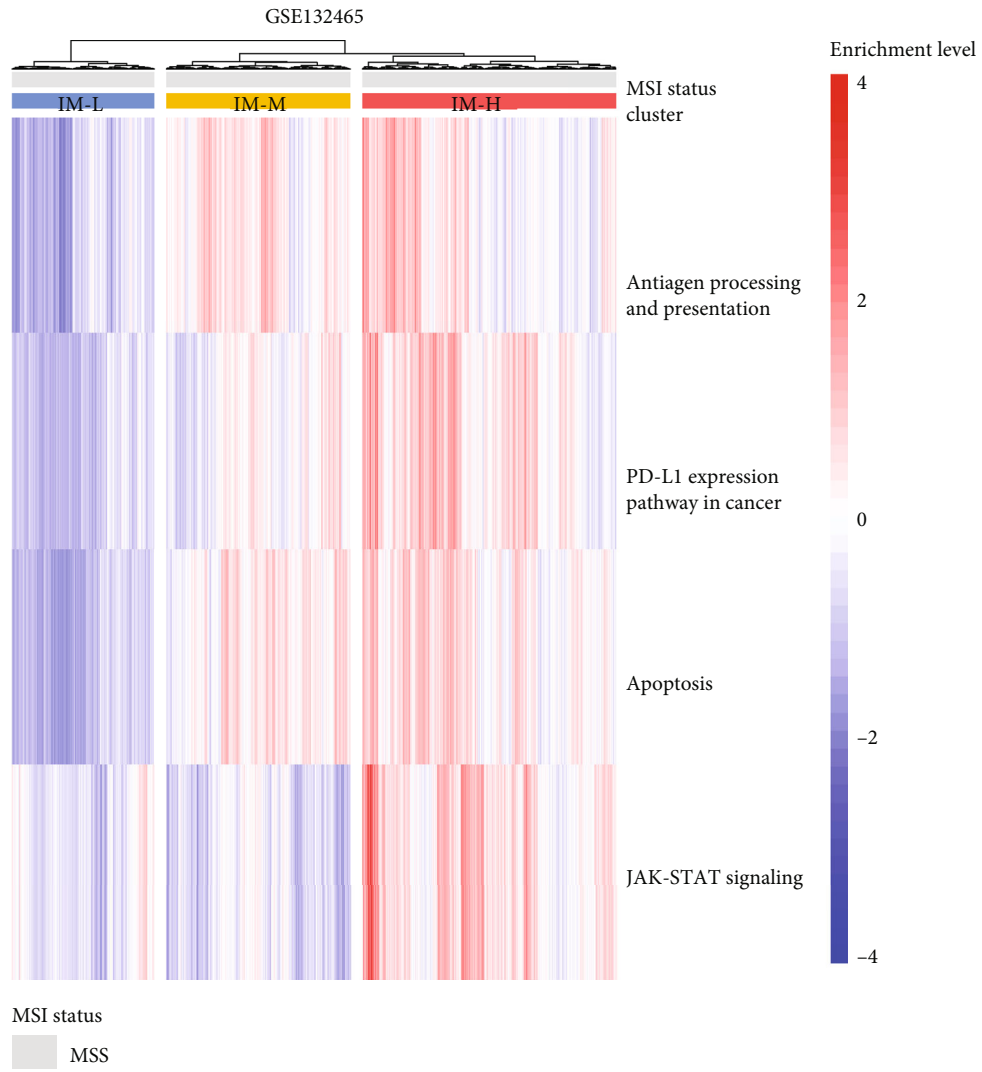 GSE132465
Enrichment level
MSI status
cluster
IM-L
IM-M
IM-H
Antiagen processing
and presentation
PD-L1 expression
pathway in cancer
Apoptosis
JAK-STAT signaling
4
2
0
–2
–4
MSI status
MSS